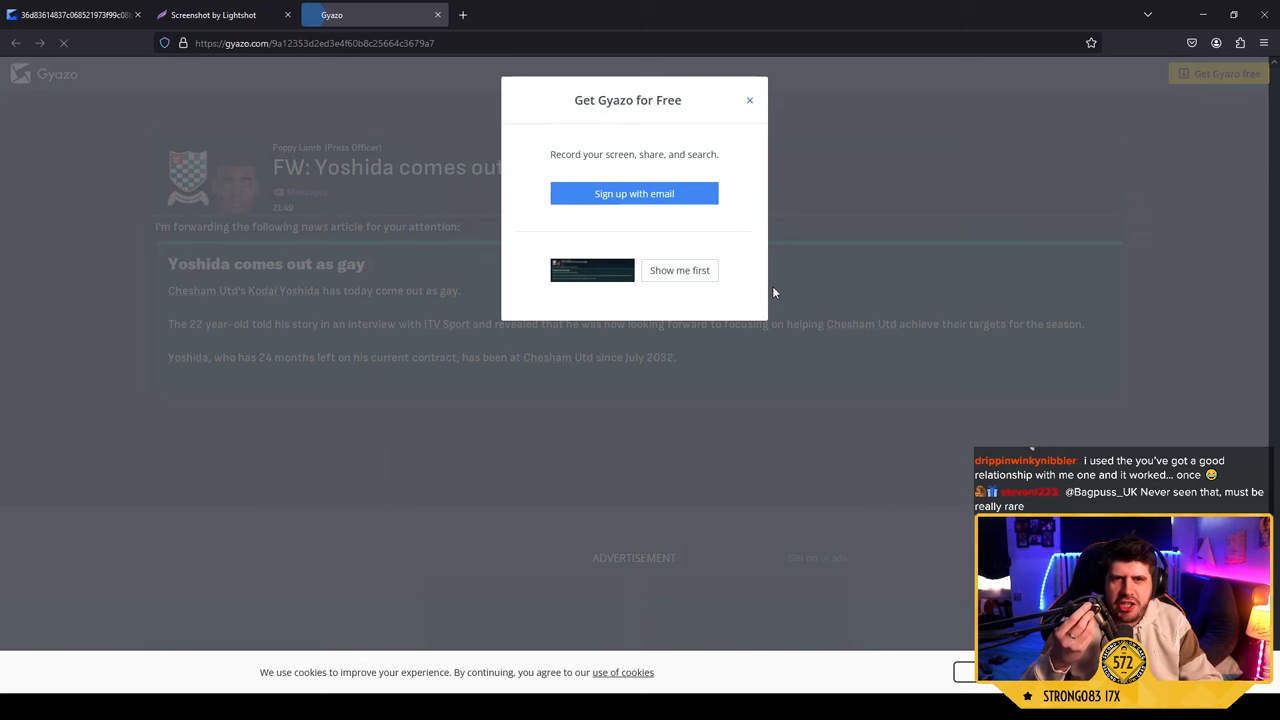 36d83614837c068521973f99c08b
Screenshot by Lightshot
Gyazo
https://gyazo.com/9a12353d2ed3e4f60b8c25664c3679a7
Gyazo
Get Gyazo free
Get Gyazo for Free
Record your screen, share, and search.
Sign up with email
Show me first
Poppy Lamb (Press Officer)
FW: Yoshida comes out
21:49
I'm forwarding the following news article for your attention:
Yoshida comes out as gay
Chesham Utd's Kodai Yoshida has today come out as gay.
The 22 year-old told his story in an interview with ITV Sport and revealed that he was now looking forward to focusing on helping Chesham Utd achieve their targets for the season.
Yoshida, who has 24 months left on his current contract, has been at Chesham Utd since July 2032.
ADVERTISEMENT
We use cookies to improve your experience. By continuing, you agree to our use of cookies
drippinwinkynibbler: i used the you've got a good
relationship with me one and it worked... once 😂
@Bagpuss_UK Never seen that, must be
really rare
572
STRONGO83 17X